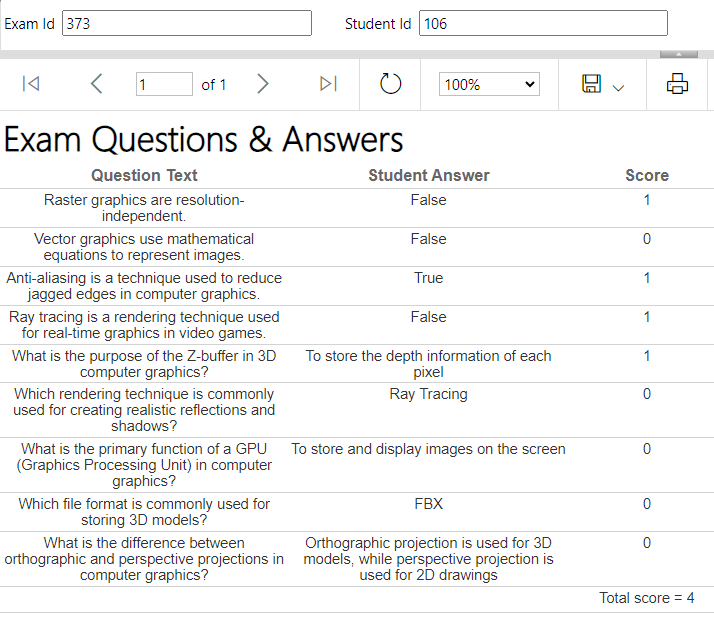 Exam Id 373 Student Id 106
1 of 1 100%
Exam Questions & Answers
Question Text Student Answer Score
Raster graphics are resolution-
independent.
False 1
Vector graphics use mathematical
equations to represent images.
False 0
Anti-aliasing is a technique used to reduce
jagged edges in computer graphics.
True 1
Ray tracing is a rendering technique used
for real-time graphics in video games.
False 1
What is the purpose of the Z-buffer in 3D
computer graphics?
To store the depth information of each
pixel
1
Which rendering technique is commonly
used for creating realistic reflections and
shadows?
Ray Tracing 0
What is the primary function of a GPU
(Graphics Processing Unit) in computer
graphics?
To store and display images on the screen 0
Which file format is commonly used for
storing 3D models?
FBX 0
What is the difference between
orthographic and perspective projections in
computer graphics?
Orthographic projection is used for 3D
models, while perspective projection is
used for 2D drawings
0
Total score = 4